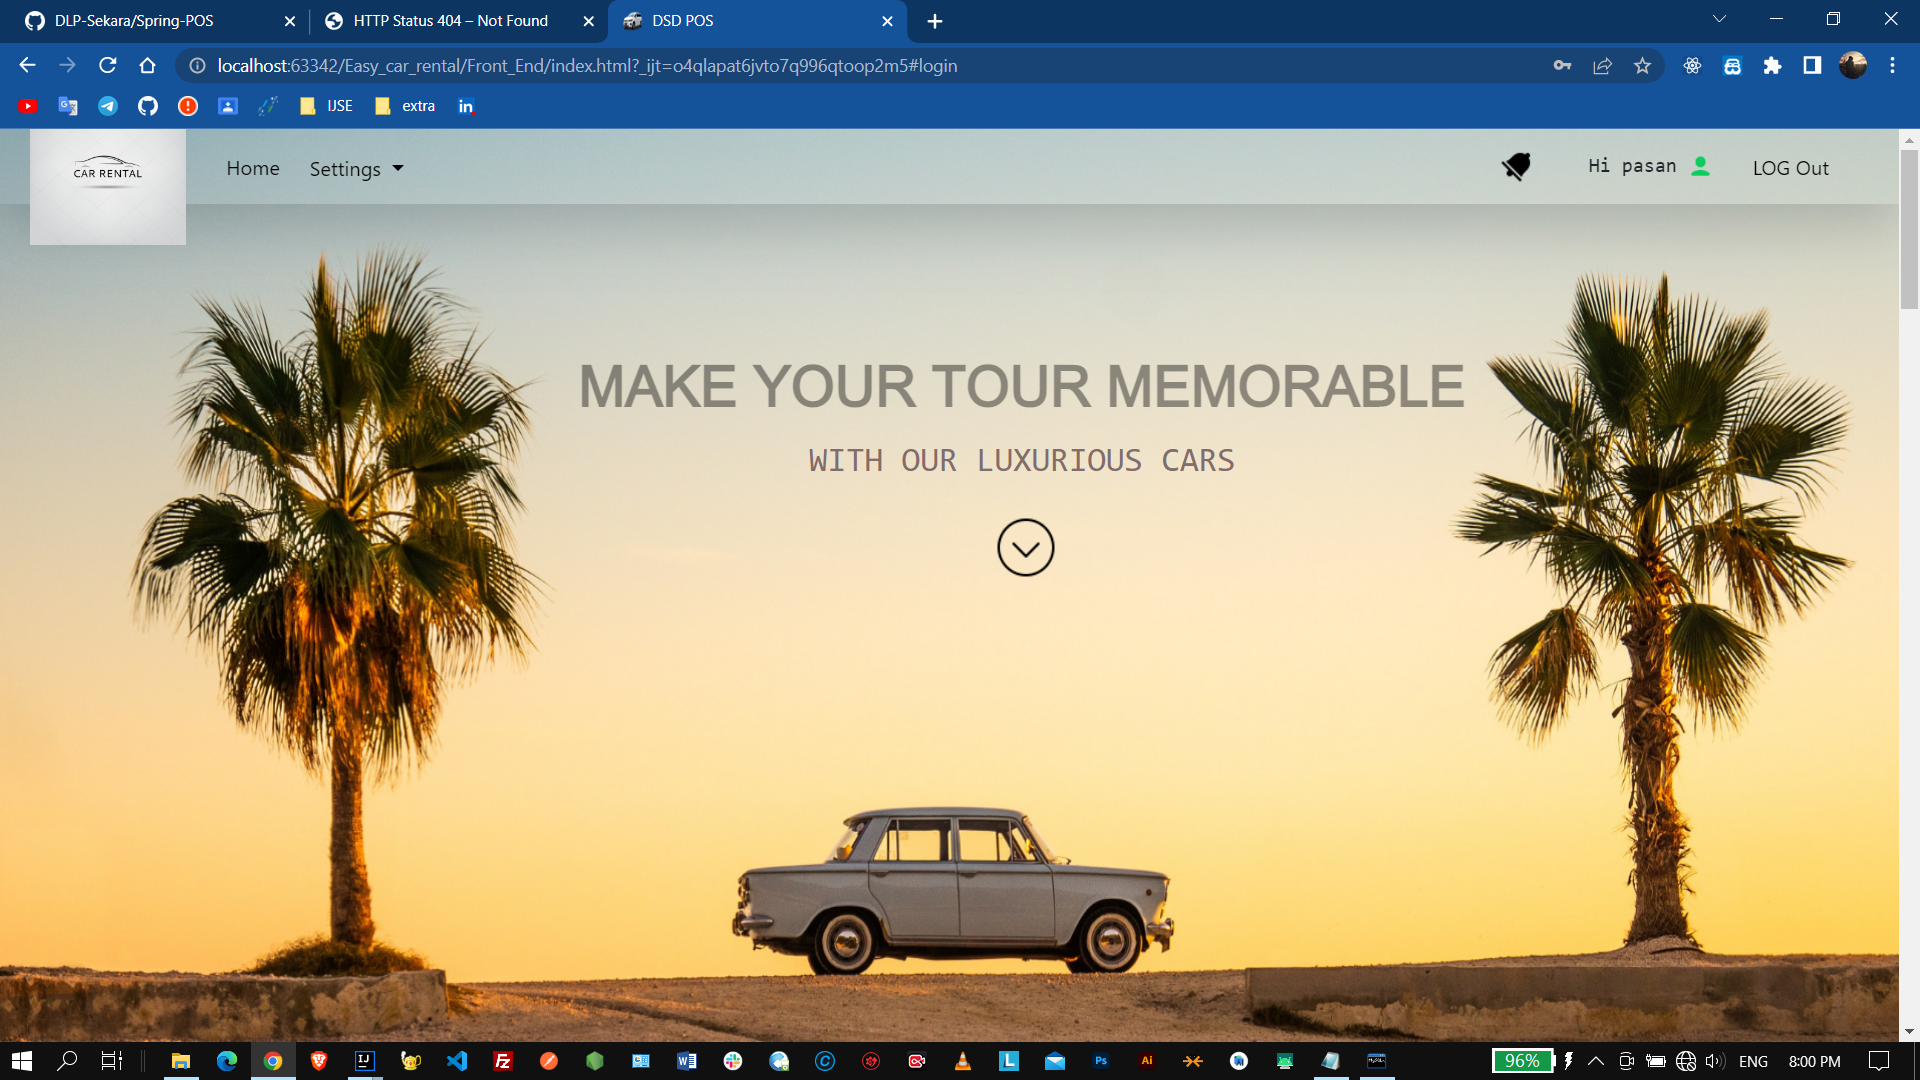 DLP-Sekara/Spring-POS
HTTP Status 404 – Not Found
DSD POS
localhost:63342/Easy_car_rental/Front_End/index.html?_ijt=o4qlapat6jvto7q996qtoop2m5#login
IJSE
extra
CAR RENTAL
Home
Settings
Hi pasan
LOG Out
MAKE YOUR TOUR MEMORABLE
WITH OUR LUXURIOUS CARS
96%
ENG
8:00 PM